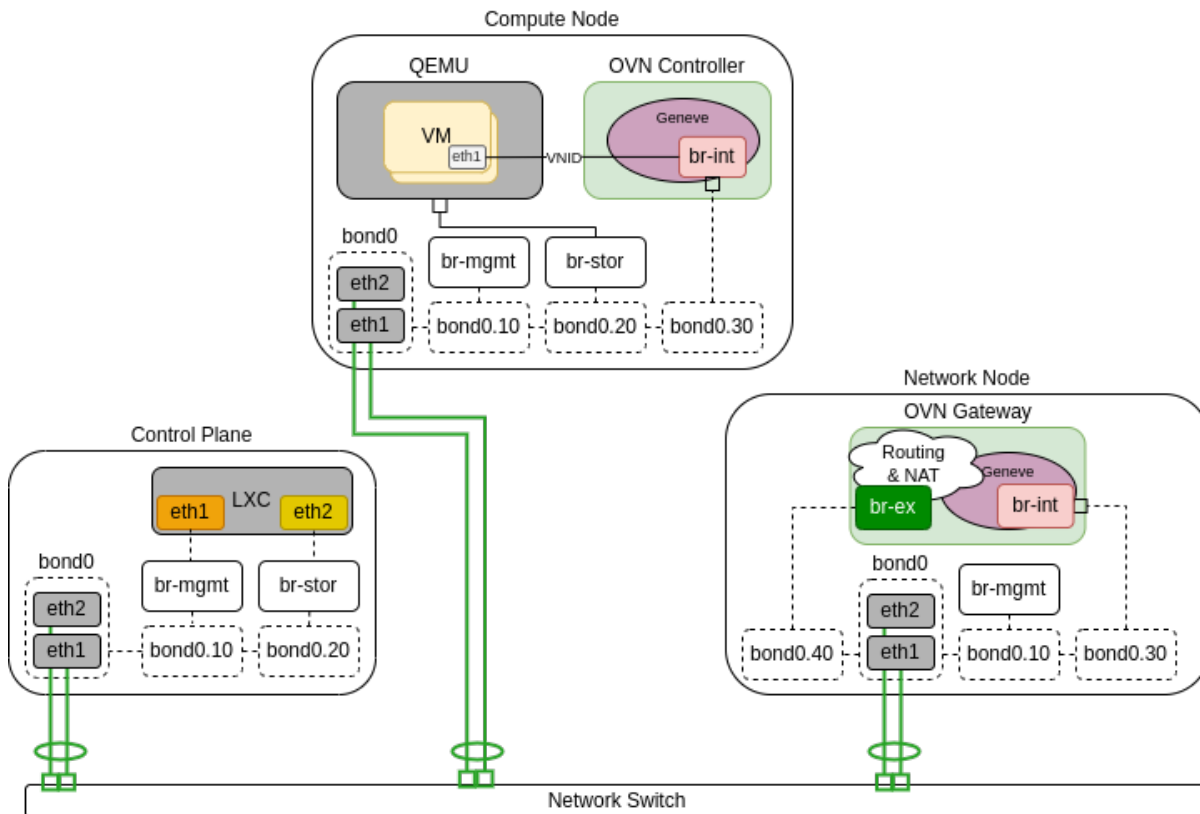 Compute Node
QEMU
OVN Controller
Geneve
VM
eth1
VNID
br-int
bond0
br-mgmt
br-stor
eth2
eth1
bond0.10
bond0.20
bond0.30
Control Plane
LXC
eth1
eth2
bond0
br-mgmt
br-stor
eth2
eth1
bond0.10
bond0.20
Network Node
OVN Gateway
Routing
& NAT
Geneve
br-ex
br-int
bond0
br-mgmt
eth2
bond0.40
eth1
bond0.10
bond0.30
Network Switch